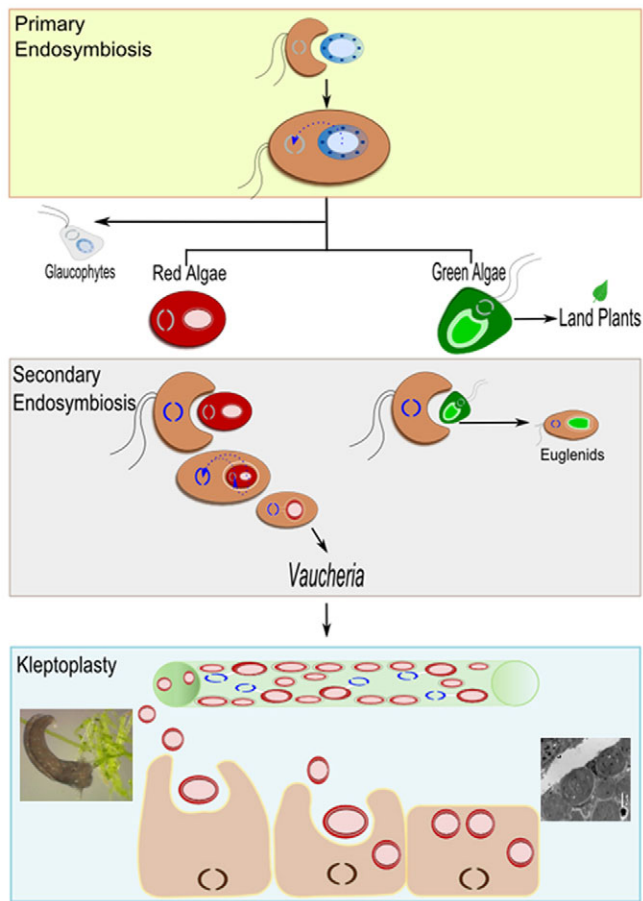 Primary
Endosymbiosis
Glaucophytes
Red Algae
Green Algae
Land Plants
Secondary
Endosymbiosis
Euglenids
Vaucheria
Kleptoplasty